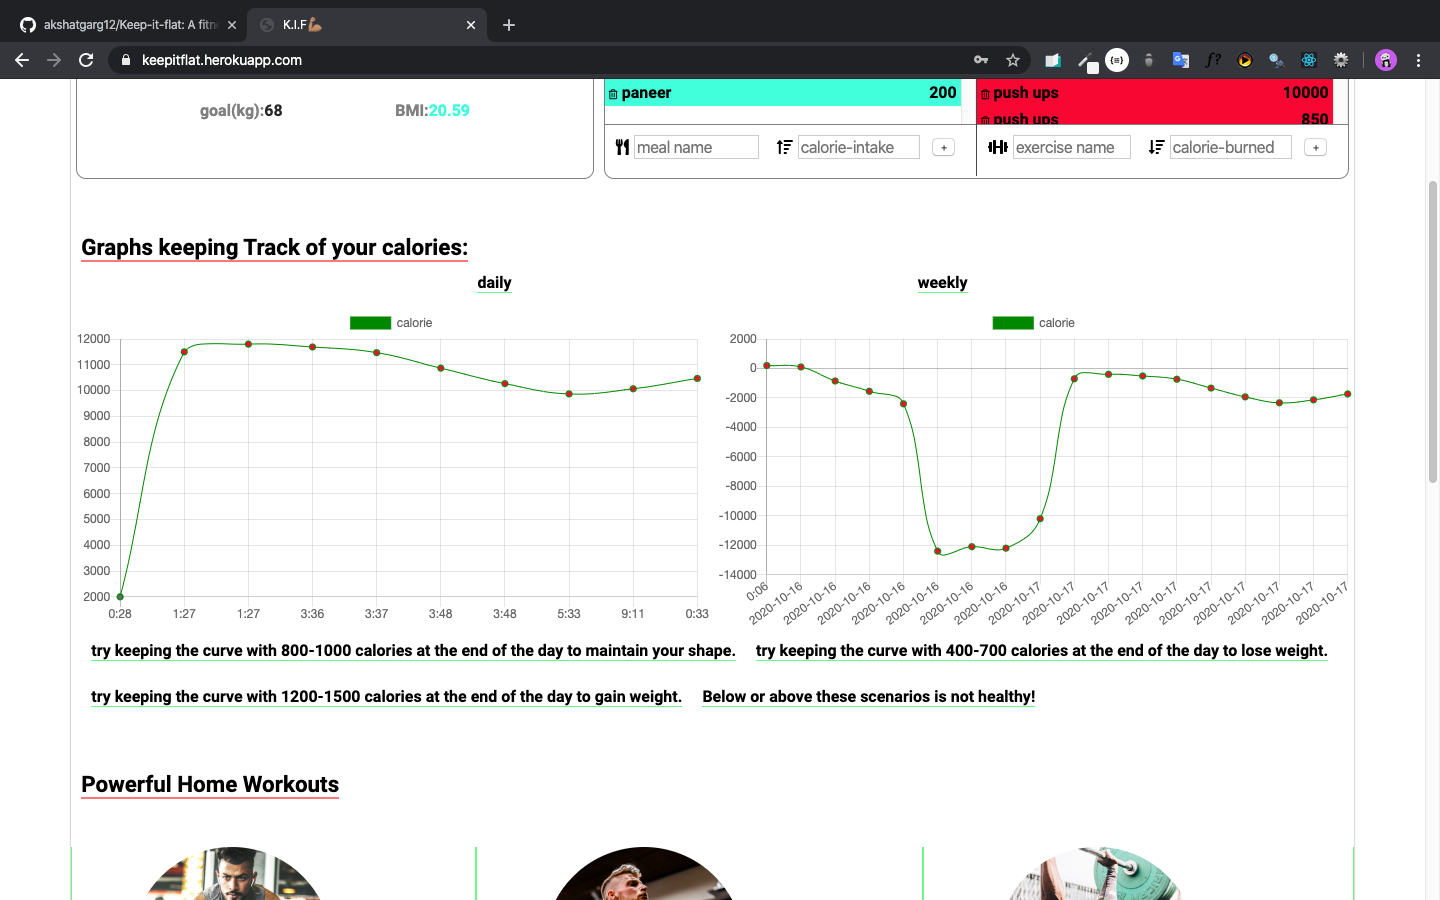 akshatgarg12/Keep-it-flat: A fitn
K.I.F💪🏽
keepitflat.herokuapp.com
goal(kg):68
BMI:20.59
paneer 200
push ups 10000
push ups 850
meal name
calorie-intake
+
exercise name
calorie-burned
+
Graphs keeping Track of your calories:
daily
calorie
12000
11000
10000
9000
8000
7000
6000
5000
4000
3000
2000
0:28 1:27 1:27 3:36 3:37 3:48 3:48 5:33 9:11 0:33
weekly
calorie
2000
0
-2000
-4000
-6000
-8000
-10000
-12000
-14000
0:06 2020-10-16 2020-10-16 2020-10-16 2020-10-16 2020-10-16 2020-10-16 2020-10-16 2020-10-17 2020-10-17 2020-10-17 2020-10-17 2020-10-17 2020-10-17 2020-10-17 2020-10-17 2020-10-17 2020-10-17
try keeping the curve with 800-1000 calories at the end of the day to maintain your shape.
try keeping the curve with 400-700 calories at the end of the day to lose weight.
try keeping the curve with 1200-1500 calories at the end of the day to gain weight.
Below or above these scenarios is not healthy!
Powerful Home Workouts